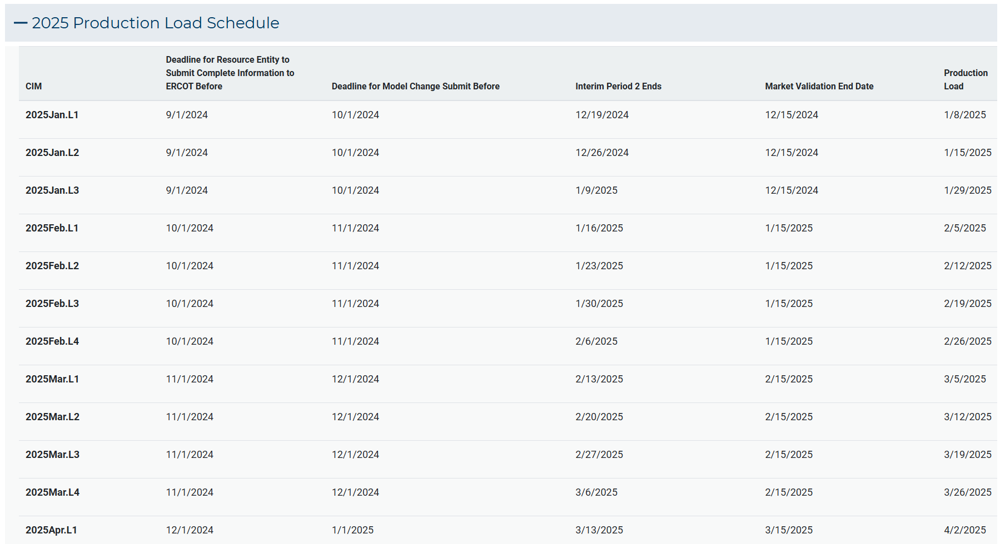 — 2025 Production Load Schedule
CIM Deadline for Resource Entity to Submit Complete Information to ERCOT Before Deadline for Model Change Submit Before Interim Period 2 Ends Market Validation End Date Production Load
2025Jan.L1 9/1/2024 10/1/2024 12/19/2024 12/15/2024 1/8/2025
2025Jan.L2 9/1/2024 10/1/2024 12/26/2024 12/15/2024 1/15/2025
2025Jan.L3 9/1/2024 10/1/2024 1/9/2025 12/15/2024 1/29/2025
2025Feb.L1 10/1/2024 11/1/2024 1/16/2025 1/15/2025 2/5/2025
2025Feb.L2 10/1/2024 11/1/2024 1/23/2025 1/15/2025 2/12/2025
2025Feb.L3 10/1/2024 11/1/2024 1/30/2025 1/15/2025 2/19/2025
2025Feb.L4 10/1/2024 11/1/2024 2/6/2025 1/15/2025 2/26/2025
2025Mar.L1 11/1/2024 12/1/2024 2/13/2025 2/15/2025 3/5/2025
2025Mar.L2 11/1/2024 12/1/2024 2/20/2025 2/15/2025 3/12/2025
2025Mar.L3 11/1/2024 12/1/2024 2/27/2025 2/15/2025 3/19/2025
2025Mar.L4 11/1/2024 12/1/2024 3/6/2025 2/15/2025 3/26/2025
2025Apr.L1 12/1/2024 1/1/2025 3/13/2025 3/15/2025 4/2/2025